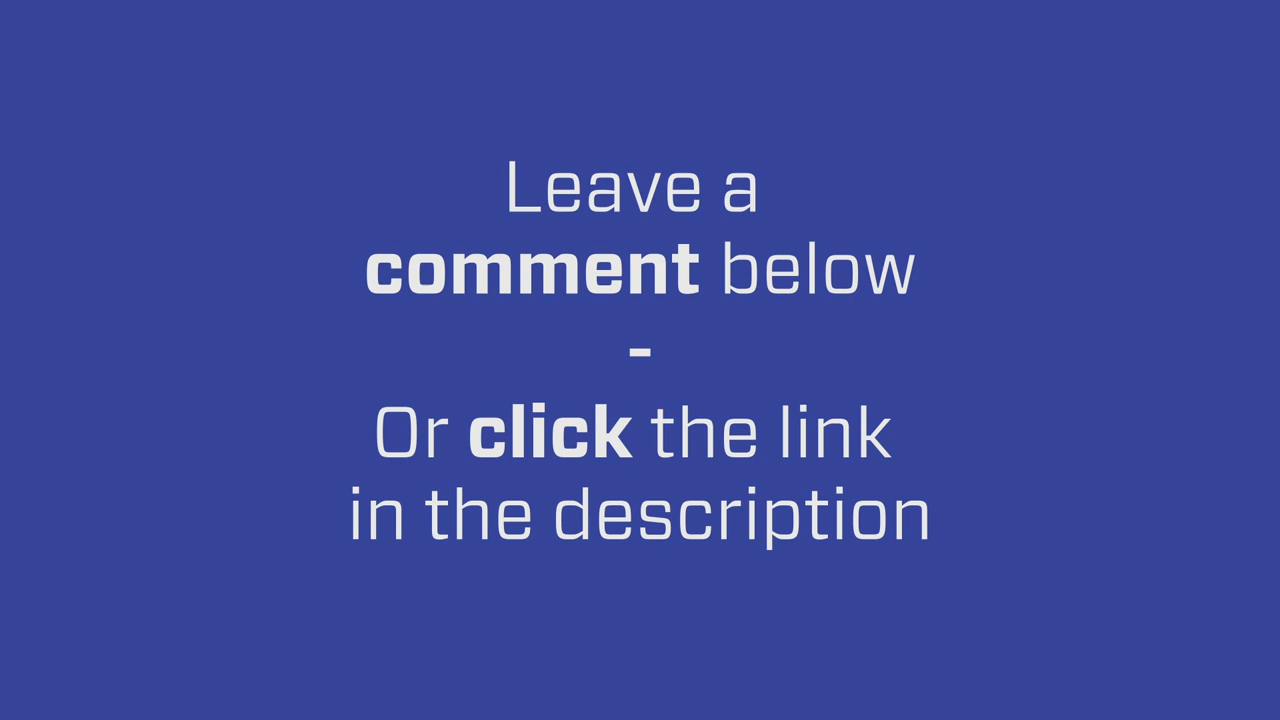 Leave a
comment below
-
Or click the link
in the description